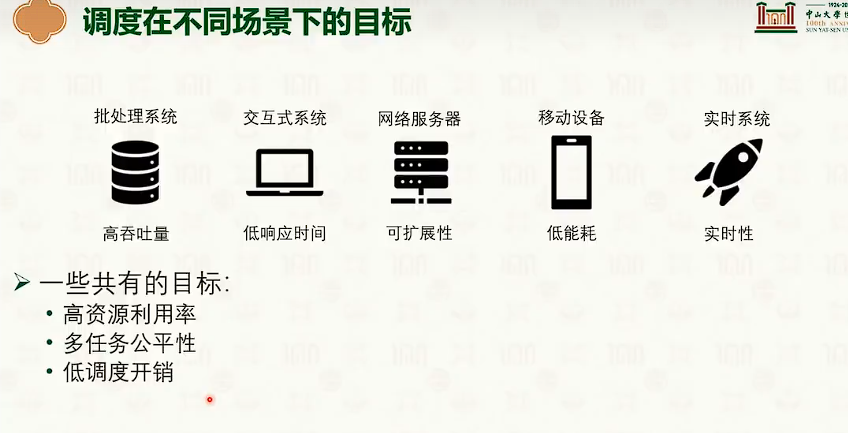 调度在不同场景下的目标
1924-20
中山大学
100th ANNI
SUN YAT-SEN UN
批处理系统 交互式系统 网络服务器 移动设备 实时系统
高吞吐量 低响应时间 可扩展性 低能耗 实时性
一些共有的目标:
高资源利用率
多任务公平性
低调度开销